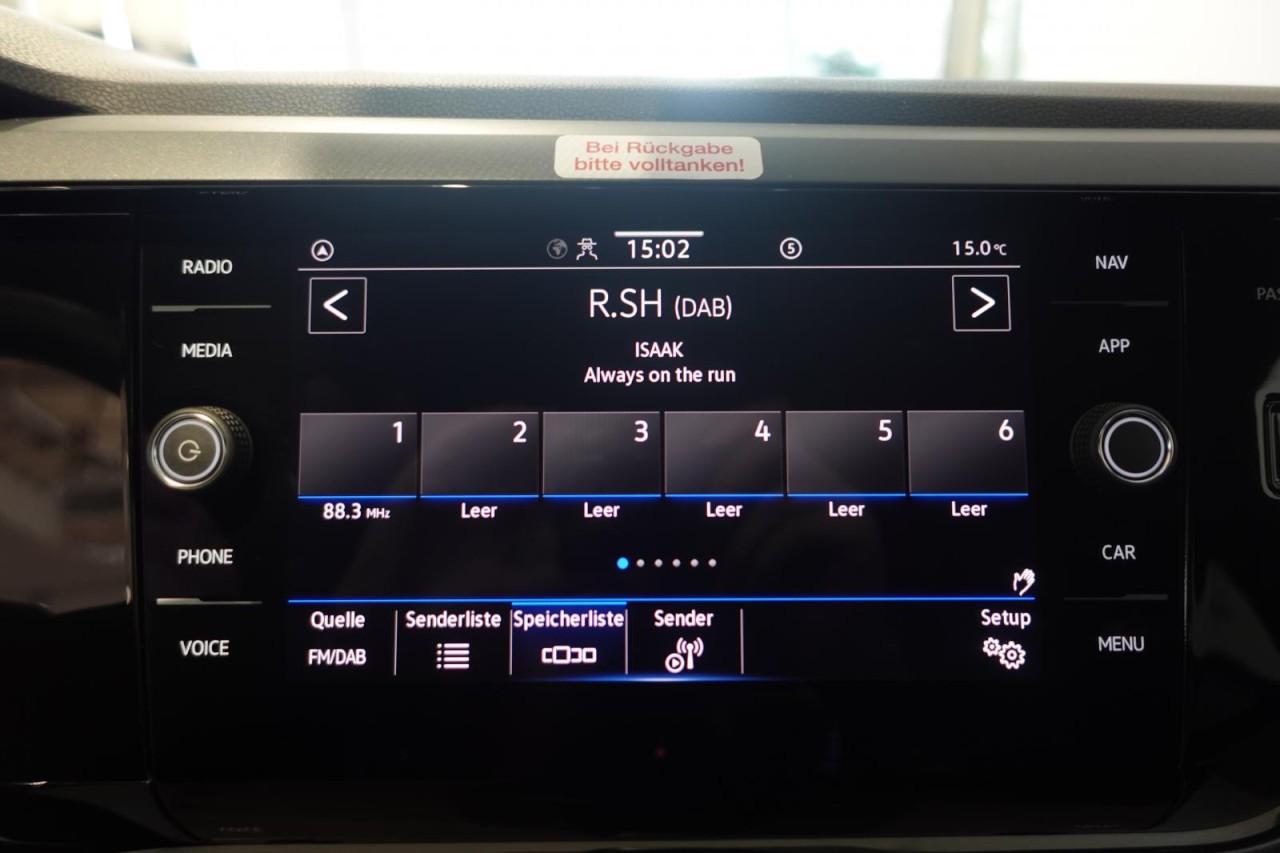 Bei Rückgabe
bitte volltanken!
15:02
5
15.0°C
RADIO
NAV
R.SH (DAB)
MEDIA
APP
ISAAK
Always on the run
1 2 3 4 5 6
88.3 MHz Leer Leer Leer Leer Leer
PHONE
CAR
Quelle Senderliste Speicherliste Sender Setup
FM/DAB
VOICE
MENU
PAS